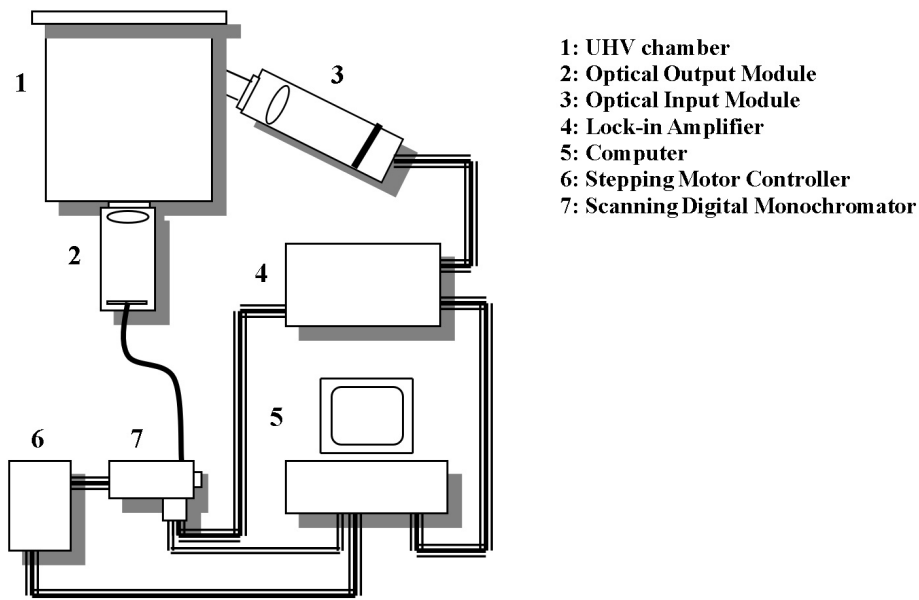 1
3
1: UHV chamber
2: Optical Output Module
3: Optical Input Module
4: Lock-in Amplifier
5: Computer
6: Stepping Motor Controller
7: Scanning Digital Monochromator
2
4
5
6
7